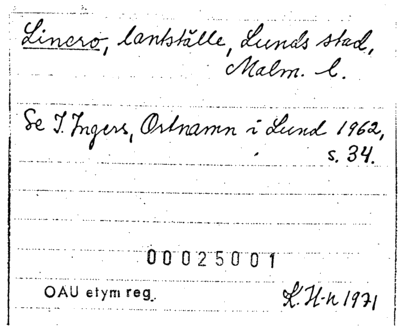 Linero, lantställe, Lunds stad,
Malm. l.
Se I. Ingers, Ortnamn i Lund 1962,
s. 34.
00025001
OAU etym reg.
K. H-n 1971